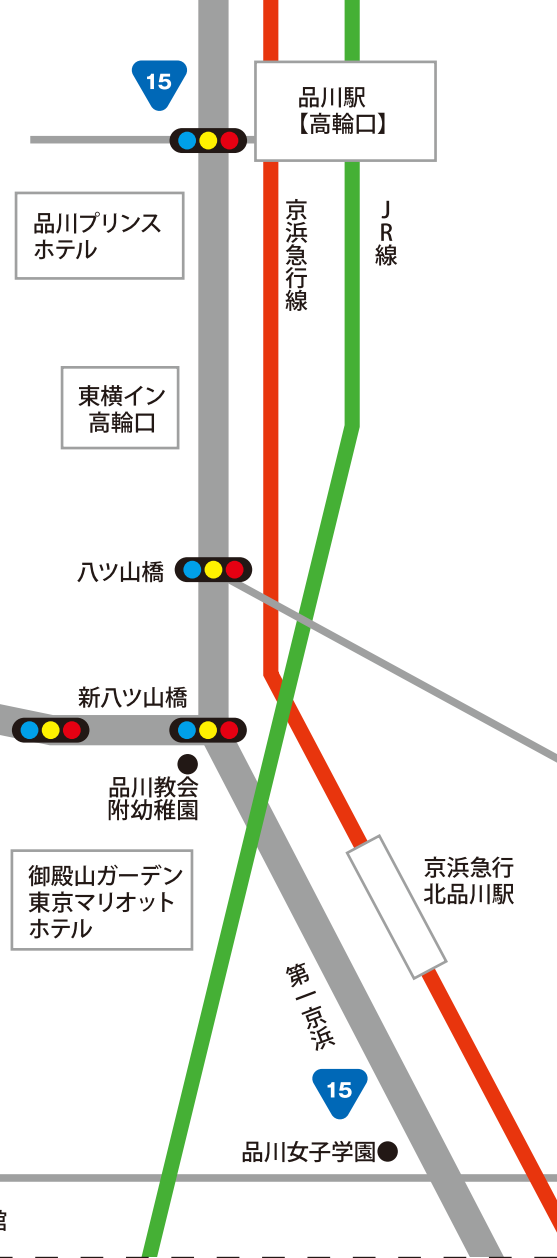 15
品川駅
【高輪口】
品川プリンス
ホテル
京浜急行線
JR線
東横イン
高輪口
八ツ山橋
新八ツ山橋
品川教会
附幼稚園
御殿山ガーデン
東京マリオット
ホテル
京浜急行
北品川駅
第一京浜
15
品川女子学園